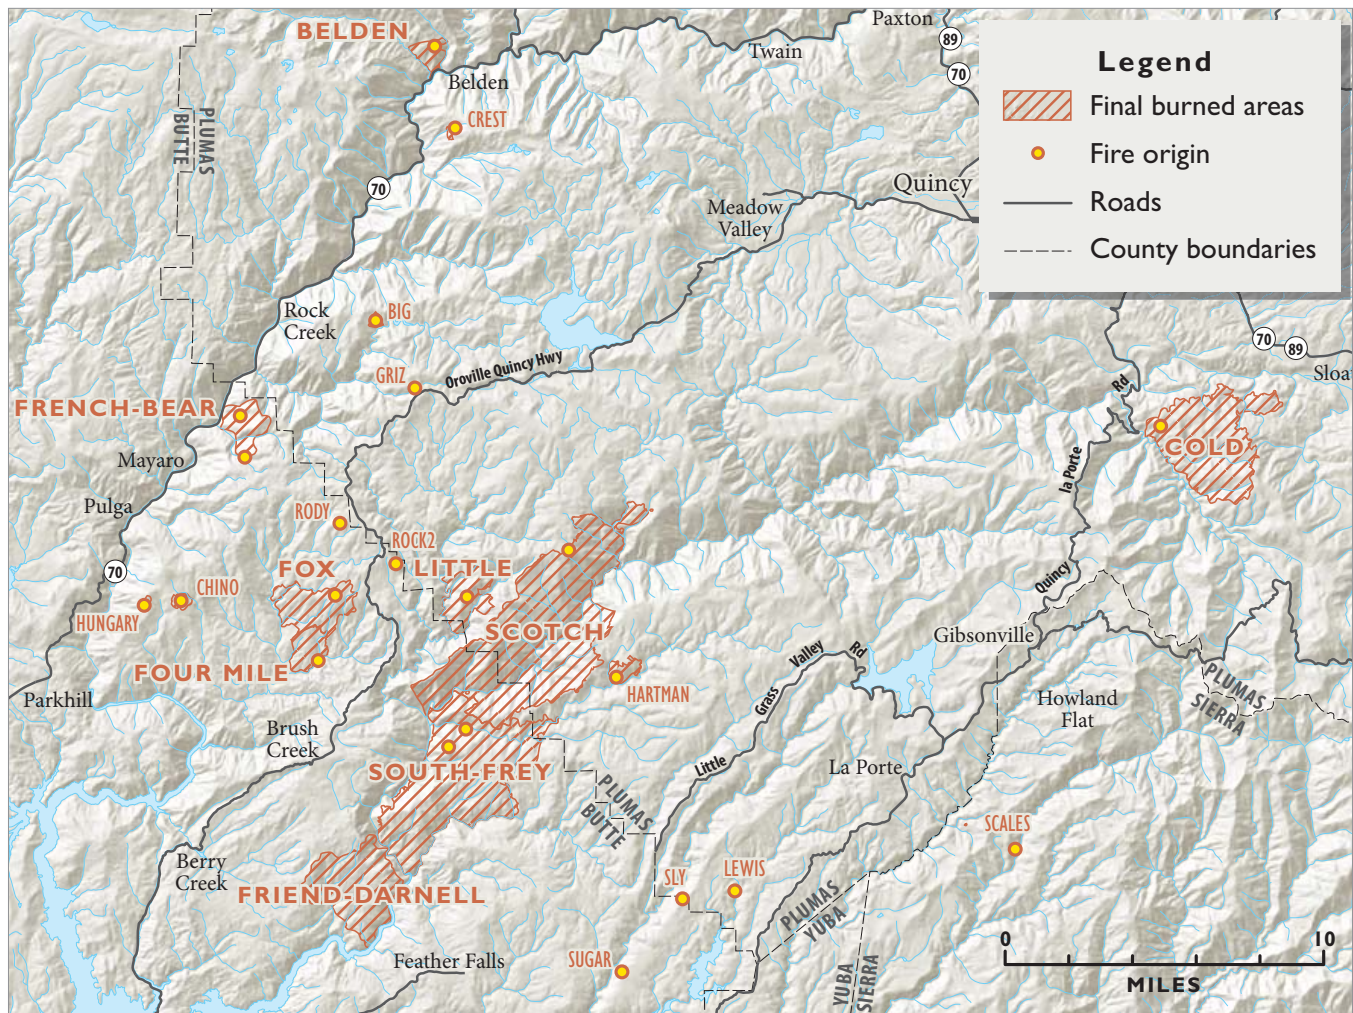 BELDEN
Paxton
89
Twain
70
Belden
CREST
PLUMAS
BUTTE
70
Quincy
Meadow
Valley
Legend
Final burned areas
Fire origin
Roads
County boundaries
Rock
Creek
BIG
GRIZ
Oroville Quincy Hwy
70
89
FRENCH-BEAR
Mayaro
Pulga
RODY
ROCK2
70
CHINO
HUNGARY
FOX
LITTLE
SCOTCH
FOUR MILE
HARTMAN
Parkhill
Brush
Creek
SOUTH-FREY
Quincy la Porte Rd
COLD
Gibsonville
Little Grass Valley Rd
Howland
Flat
PLUMAS
SIERRA
La Porte
PLUMAS
BUTTE
SCALES
Berry
Creek
FRIEND-DARNELL
SLY
LEWIS
PLUMAS
YUBA
Feather Falls
SUGAR
YUBA
SIERRA
0 10
MILES